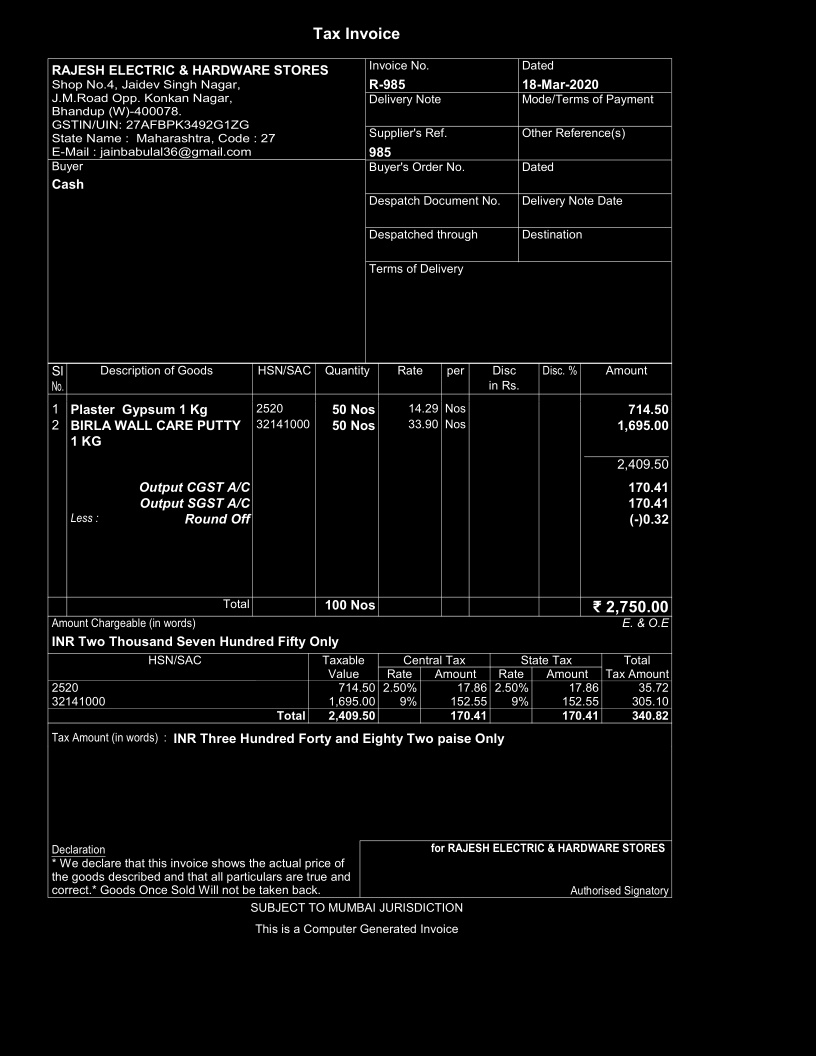 Tax Invoice
RAJESH ELECTRIC & HARDWARE STORES
Shop No.4, Jaidev Singh Nagar,
J.M.Road Opp. Konkan Nagar,
Bhandup (W)-400078.
GSTIN/UIN: 27AFBPK3492G1ZG
State Name : Maharashtra, Code : 27
E-Mail : jainbabulal36@gmail.com
Buyer
Cash
Invoice No. Dated
R-985 18-Mar-2020
Delivery Note Mode/Terms of Payment
Supplier's Ref. Other Reference(s)
985
Buyer's Order No. Dated
Despatch Document No. Delivery Note Date
Despatched through Destination
Terms of Delivery
Sl Description of Goods HSN/SAC Quantity Rate per Disc Disc. % Amount
No. in Rs.
1 Plaster Gypsum 1 Kg 2520 50 Nos 14.29 Nos 714.50
2 BIRLA WALL CARE PUTTY 32141000 50 Nos 33.90 Nos 1,695.00
1 KG
2,409.50
Output CGST A/C 170.41
Output SGST A/C 170.41
Less : Round Off (-)0.32
Total 100 Nos ₹ 2,750.00
Amount Chargeable (in words) E. & O.E
INR Two Thousand Seven Hundred Fifty Only
HSN/SAC Taxable Central Tax State Tax Total
Value Rate Amount Rate Amount Tax Amount
2520 714.50 2.50% 17.86 2.50% 17.86 35.72
32141000 1,695.00 9% 152.55 9% 152.55 305.10
Total 2,409.50 170.41 170.41 340.82
Tax Amount (in words) : INR Three Hundred Forty and Eighty Two paise Only
Declaration
* We declare that this invoice shows the actual price of
the goods described and that all particulars are true and
correct.* Goods Once Sold Will not be taken back.
for RAJESH ELECTRIC & HARDWARE STORES
Authorised Signatory
SUBJECT TO MUMBAI JURISDICTION
This is a Computer Generated Invoice